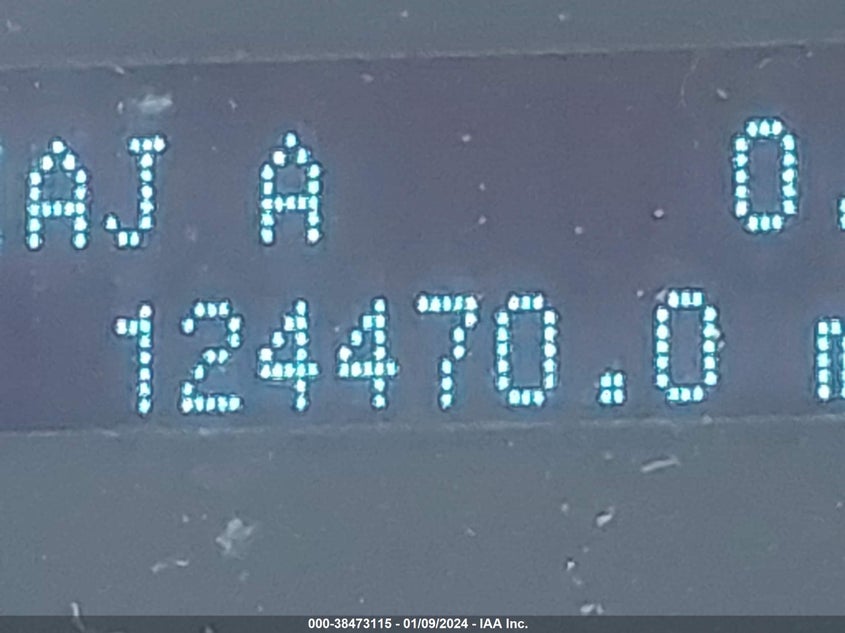 AJ A 0.
124470.0 m
000-38473115 - 01/09/2024 - IAA Inc.